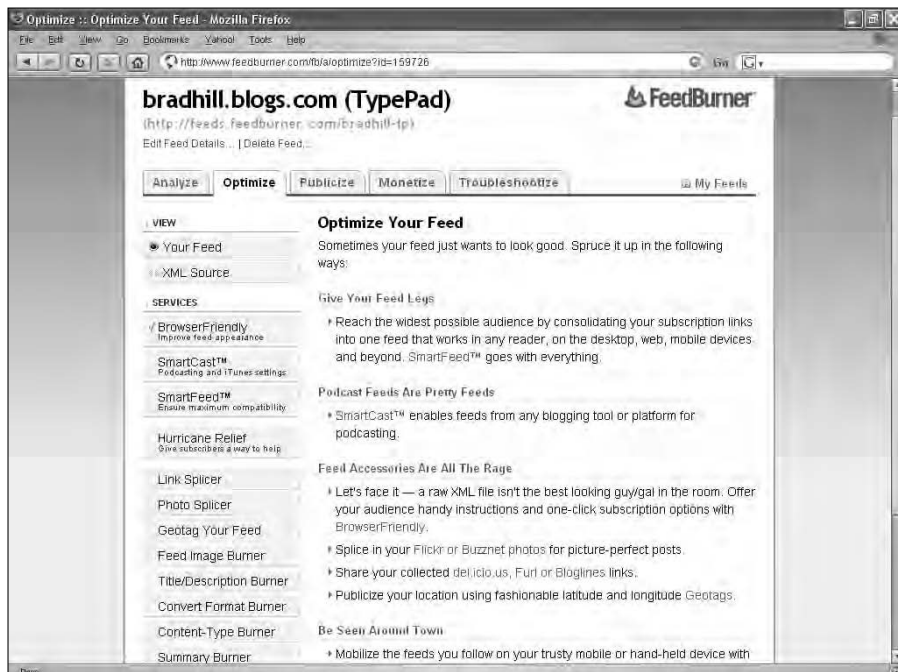 Optimize :: Optimize Your Feed - Mozilla Firefox
File Edit View Go Bookmarks Yahoo! Tools Help
http://www.feedburner.com/fb/a/optimize?id=159726
Go
G
bradhill.blogs.com (TypePad)
FeedBurner
(http://feeds.feedburner.com/bradhill-tp)
Edit Feed Details... | Delete Feed...
Analyze Optimize Publicize Monetize Troubleshootize
My Feeds
VIEW
Your Feed
XML Source
SERVICES
√ BrowserFriendly
Improve feed appearance
SmartCast™
Podcasting and iTunes settings
SmartFeed™
Ensure maximum compatibility
Hurricane Relief
Give subscribers a way to help
Link Splicer
Photo Splicer
Geotag Your Feed
Feed Image Burner
Title/Description Burner
Convert Format Burner
Content-Type Burner
Summary Burner
Optimize Your Feed
Sometimes your feed just wants to look good. Spruce it up in the following
ways:
Give Your Feed Legs
Reach the widest possible audience by consolidating your subscription links
into one feed that works in any reader, on the desktop, web, mobile devices
and beyond. SmartFeed™ goes with everything.
Podcast Feeds Are Pretty Feeds
SmartCast™ enables feeds from any blogging tool or platform for
podcasting.
Feed Accessories Are All The Rage
Let's face it — a raw XML file isn't the best looking guy/gal in the room. Offer
your audience handy instructions and one-click subscription options with
BrowserFriendly.
Splice in your Flickr or Buzznet photos for picture-perfect posts.
Share your collected del.icio.us, Furl or Bloglines links.
Publicize your location using fashionable latitude and longitude Geotags.
Be Seen Around Town
Mobilize the feeds you follow on your trusty mobile or hand-held device with